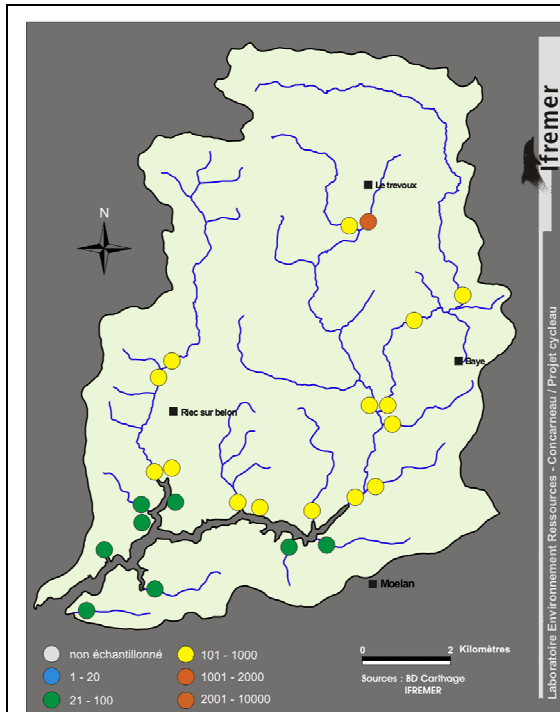 Ifremer
Le trevoux
N
Baye
Riec sur belon
Moelan
non échantillonné
1 - 20
21 - 100
101 - 1000
1001 - 2000
2001 - 10000
0 2 Kilomètres
Sources : BD Carthage
IFREMER
Laboratoire Environnement Ressources - Concarneau / Projet cycleau